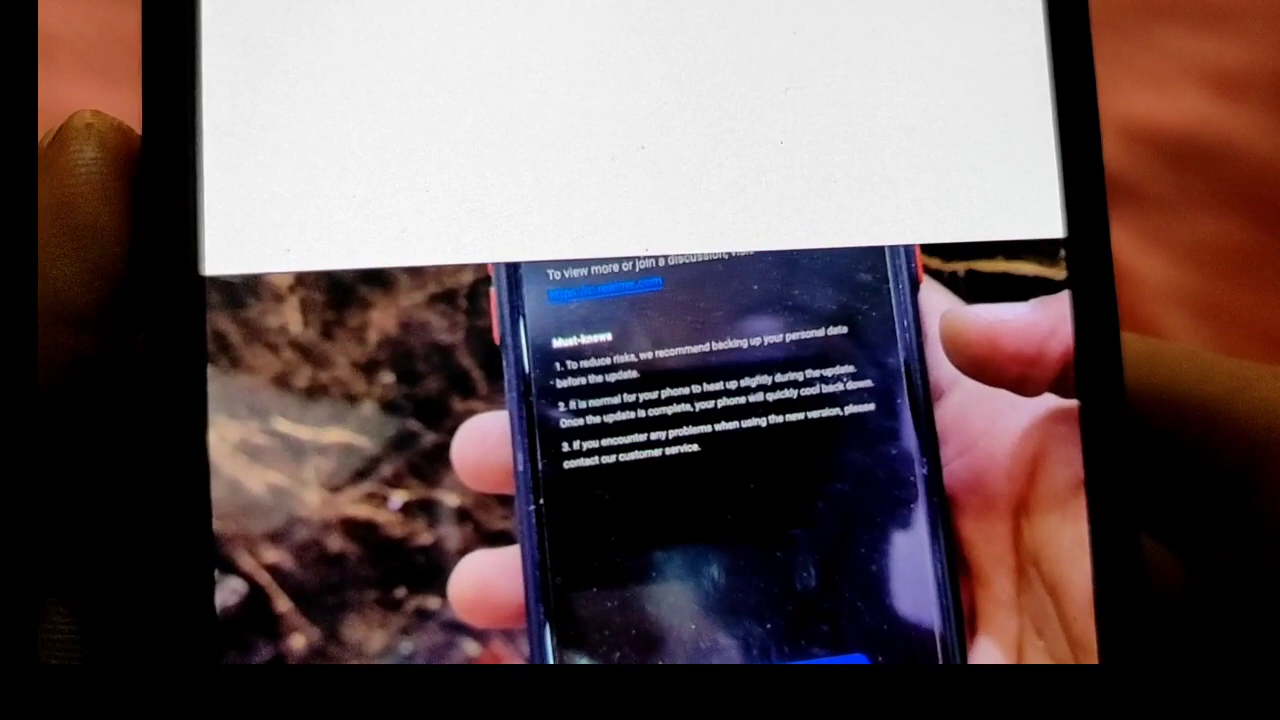 To view more or join a discussion, visit
https://c.realme.com
Must-knows
1. To reduce risks, we recommend backing up your personal data
before the update.
2. It is normal for your phone to heat up slightly during the update.
Once the update is complete, your phone will quickly cool back down.
3. If you encounter any problems when using the new version, please
contact our customer service.